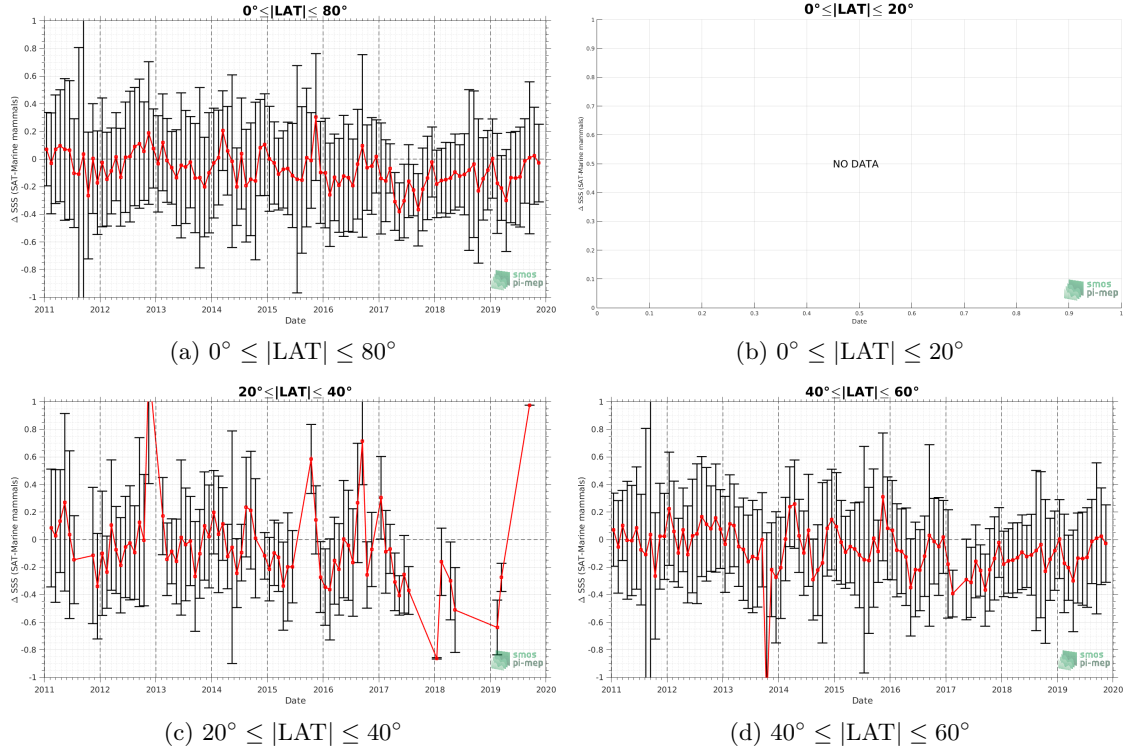 0°≤|LAT|≤ 80°
Δ SSS (SAT-Marine mammals)
1
0.8
0.6
0.4
0.2
0
-0.2
-0.4
-0.6
-0.8
-1
2011 2012 2013 2014 2015 2016 2017 2018 2019 2020
Date
smos
pi-mep
(a) 0° ≤ |LAT| ≤ 80°
0°≤|LAT|≤ 20°
Δ SSS (SAT-Marine mammals)
1
0.9
0.8
0.7
0.6
0.5
0.4
0.3
0.2
0.1
0
NO DATA
0 0.1 0.2 0.3 0.4 0.5 0.6 0.7 0.8 0.9 1
Date
smos
pi-mep
(b) 0° ≤ |LAT| ≤ 20°
20°≤|LAT|≤ 40°
Δ SSS (SAT-Marine mammals)
1
0.8
0.6
0.4
0.2
0
-0.2
-0.4
-0.6
-0.8
-1
2011 2012 2013 2014 2015 2016 2017 2018 2019 2020
Date
smos
pi-mep
(c) 20° ≤ |LAT| ≤ 40°
40°≤|LAT|≤ 60°
Δ SSS (SAT-Marine mammals)
1
0.8
0.6
0.4
0.2
0
-0.2
-0.4
-0.6
-0.8
-1
2011 2012 2013 2014 2015 2016 2017 2018 2019 2020
Date
smos
pi-mep
(d) 40° ≤ |LAT| ≤ 60°